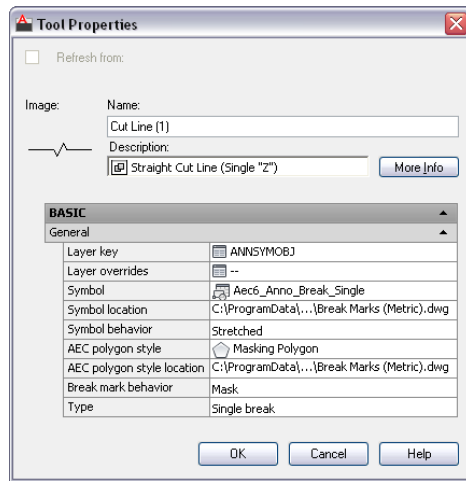 Tool Properties
Refresh from:
Image:
Name:
Cut Line (1)
Description:
Straight Cut Line (Single "Z")
More Info
BASIC
General
Layer key ANNSYMOBJ
Layer overrides --
Symbol Aec6_Anno_Break_Single
Symbol location C:\ProgramData\...\Break Marks (Metric).dwg
Symbol behavior Stretched
AEC polygon style Masking Polygon
AEC polygon style location C:\ProgramData\...\Break Marks (Metric).dwg
Break mark behavior Mask
Type Single break
OK Cancel Help